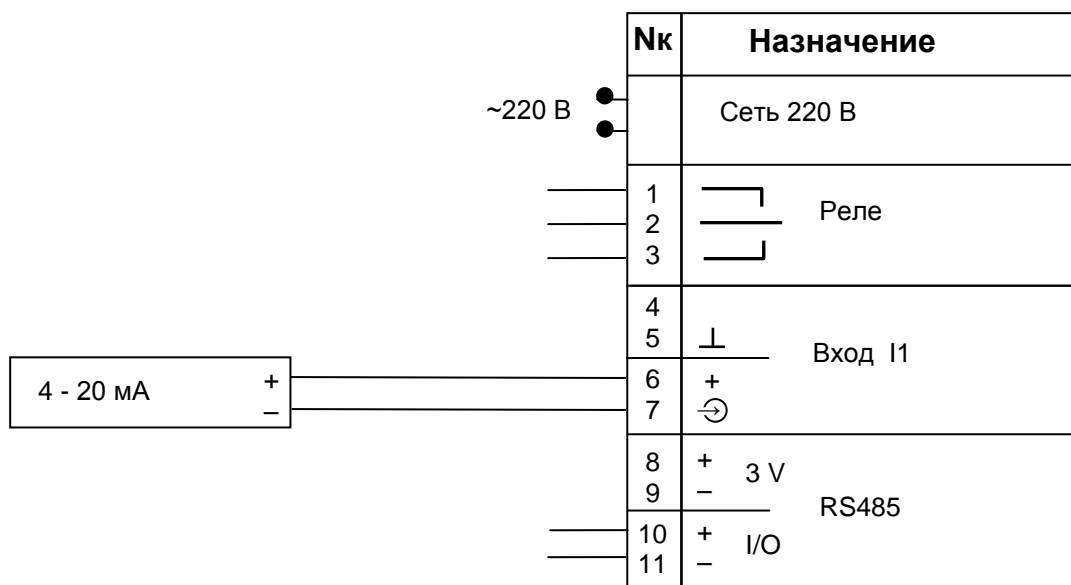 Nк Назначение
~220 В Сеть 220 В
1
2 Реле
3
4
5 ⊥ Вход I1
4 - 20 мА + 6 +
– 7
8 + 3 V
9 – RS485
10 + I/O
11 –